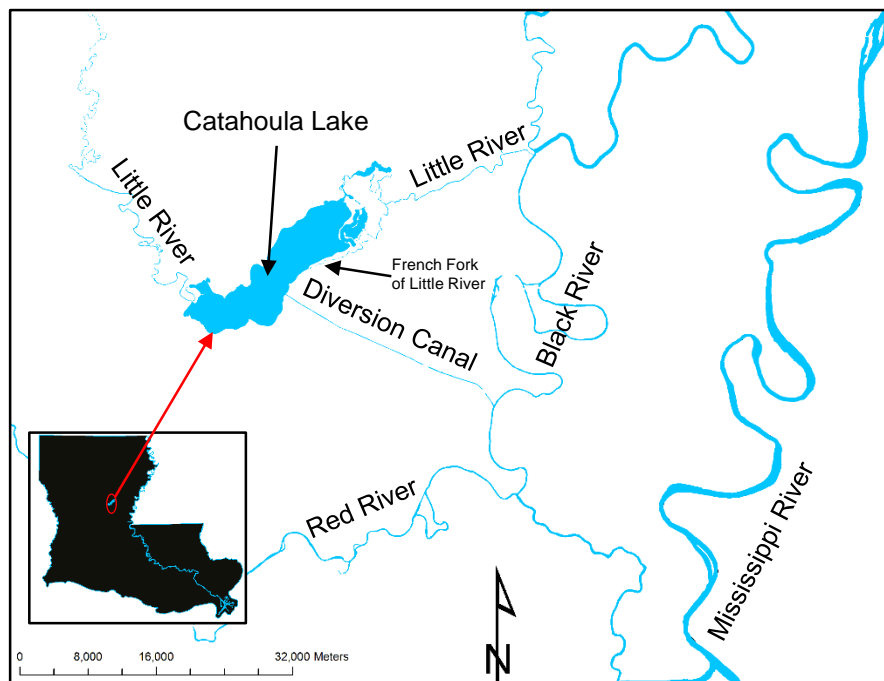 Catahoula Lake
Little River
Little River
French Fork
of Little River
Diversion Canal
Black River
Red River
Mississippi River
N
0 8,000 16,000 32,000 Meters